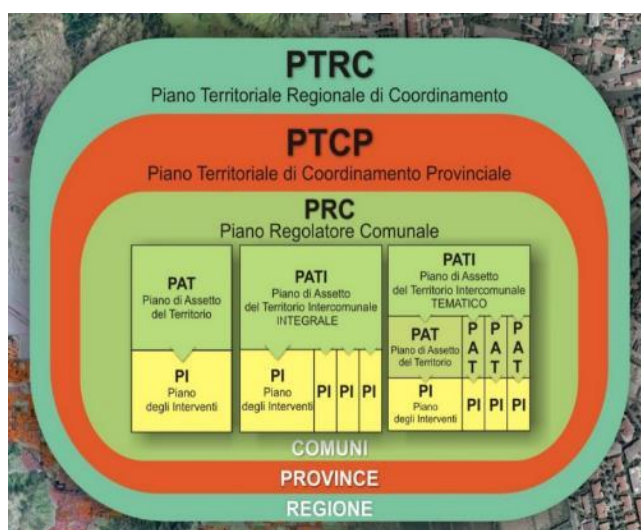 PTRC
Piano Territoriale Regionale di Coordinamento
PTCP
Piano Territoriale di Coordinamento Provinciale
PRC
Piano Regolatore Comunale
PAT
Piano di Assetto
del Territorio
PI
Piano
degli Interventi
PATI
Piano di Assetto
del Territorio Intercomunale
INTEGRALE
PI
Piano
degli Interventi
PI
PI
PI
PATI
Piano di Assetto
del Territorio Intercomunale
TEMATICO
PAT
Piano di Assetto
del Territorio
PAT
PAT
PAT
PI
Piano
degli Interventi
PI
PI
PI
COMUNI
PROVINCE
REGIONE